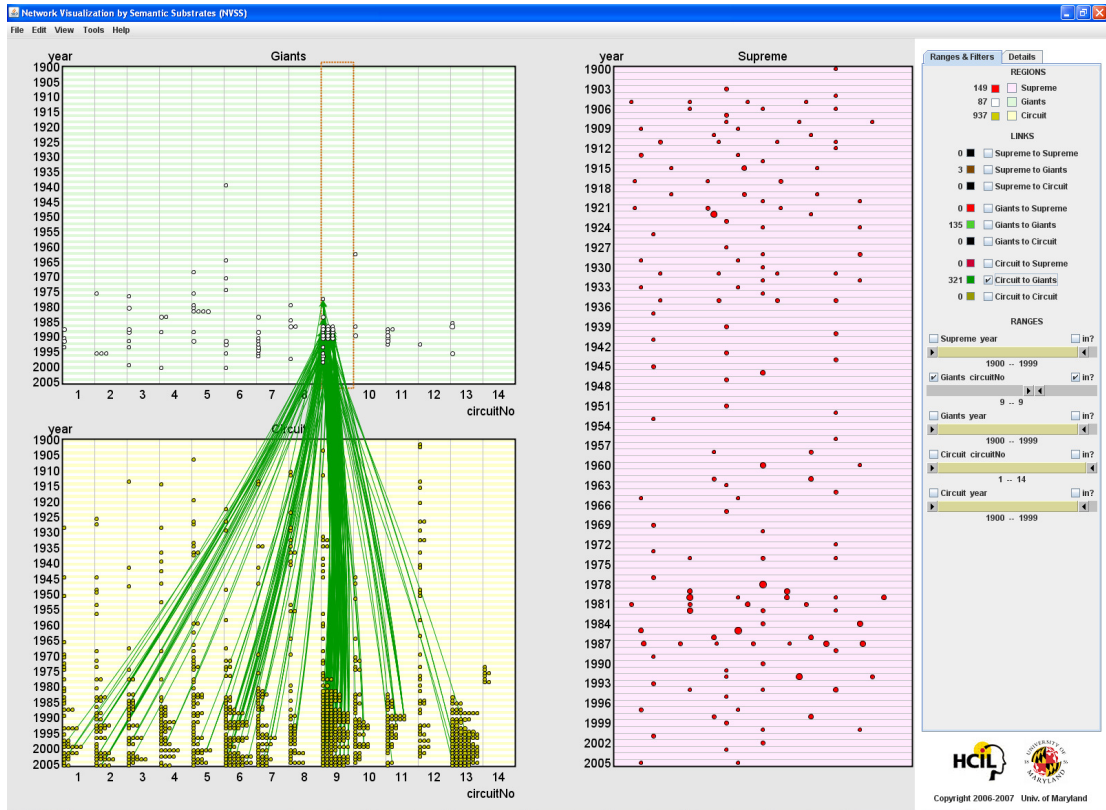 Network Visualization by Semantic Substrates (NVSS)
File Edit View Tools Help
year Giants
1900
1905
1910
1915
1920
1925
1930
1935
1940
1945
1950
1955
1960
1965
1970
1975
1980
1985
1990
1995
2000
2005
1 2 3 4 5 6 7 8 9 10 11 12 13 14
circuitNo
year Circuit
1900
1905
1910
1915
1920
1925
1930
1935
1940
1945
1950
1955
1960
1965
1970
1975
1980
1985
1990
1995
2000
2005
1 2 3 4 5 6 7 8 9 10 11 12 13 14
circuitNo
year Supreme
1900
1903
1906
1909
1912
1915
1918
1921
1924
1927
1930
1933
1936
1939
1942
1945
1948
1951
1954
1957
1960
1963
1966
1969
1972
1975
1978
1981
1984
1987
1990
1993
1996
1999
2002
2005
Ranges & Filters Details
REGIONS
149 Supreme
87 Giants
937 Circuit
LINKS
0 Supreme to Supreme
3 Supreme to Giants
0 Supreme to Circuit
0 Giants to Supreme
135 Giants to Giants
0 Giants to Circuit
0 Circuit to Supreme
321 Circuit to Giants
0 Circuit to Circuit
RANGES
Supreme year in?
1900 -- 1999
Giants circuitNo in?
9 -- 9
Giants year in?
1900 -- 1999
Circuit circuitNo in?
1 -- 14
Circuit year in?
1900 -- 1999
HCIL
UNIVERSITY OF
MARYLAND
Copyright 2006-2007 Univ. of Maryland